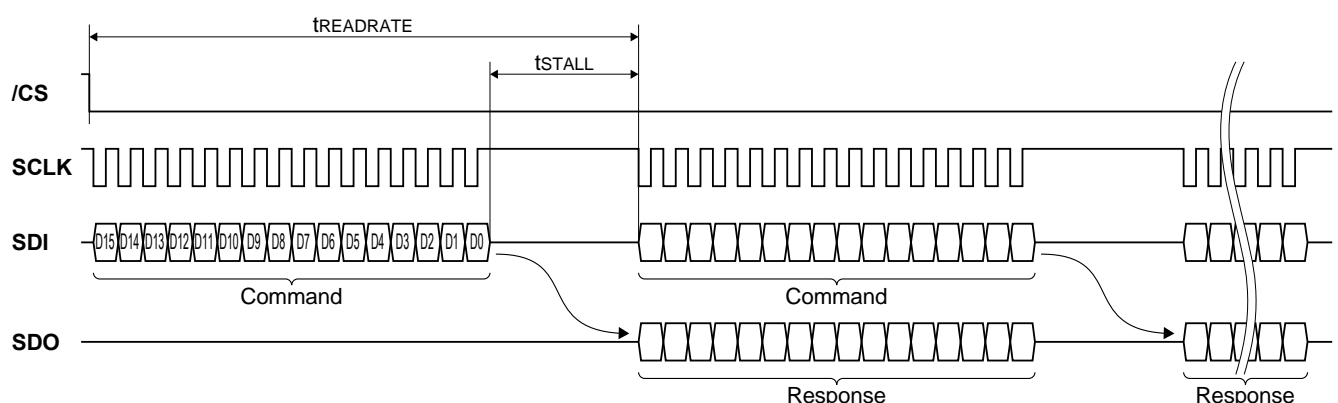 tREADRATE
tSTALL
/CS
SCLK
SDI D15 D14 D13 D12 D11 D10 D9 D8 D7 D6 D5 D4 D3 D2 D1 D0
Command Command
SDO
Response Response